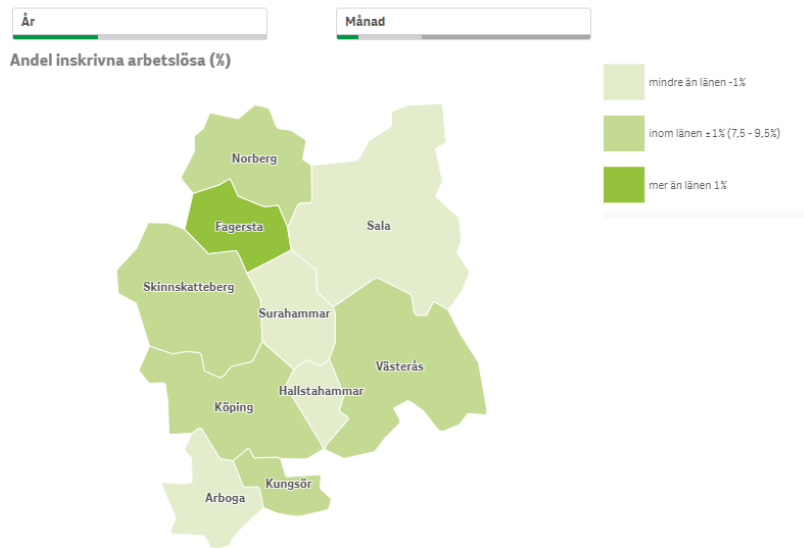 År
Månad
Andel inskrivna arbetslösa (%)
mindre än länen -1%
inom länen ±1% (7,5 - 9,5%)
mer än länen 1%
Norberg
Fagersta
Sala
Skinnskatteberg
Surahammar
Västerås
Hallstahammar
Köping
Kungsör
Arboga